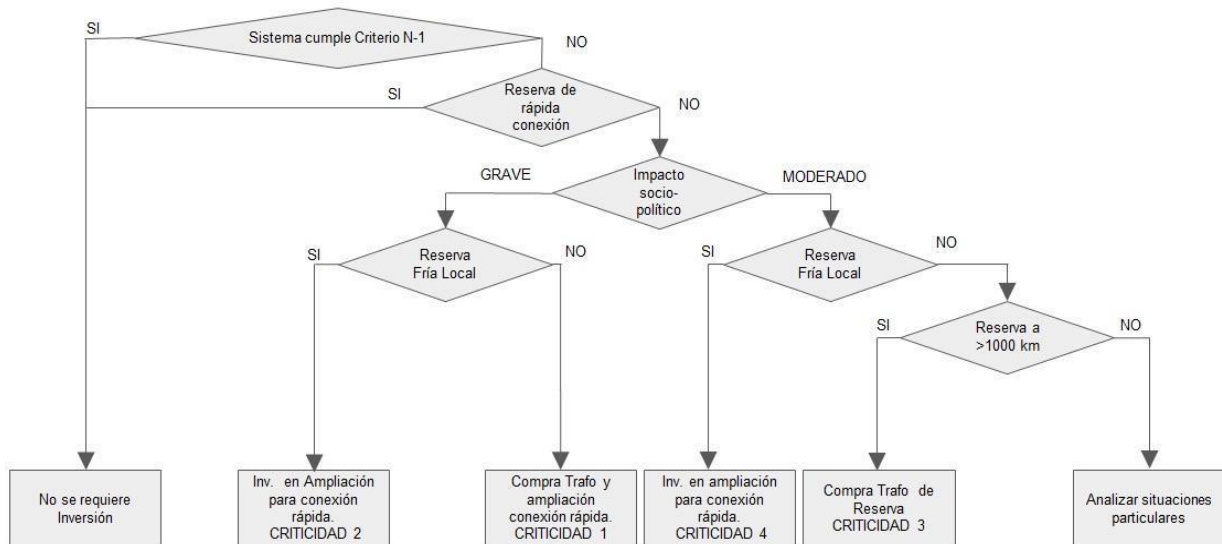 SI
Sistema cumple Criterio N-1
NO
SI
Reserva de
rápida
conexión
NO
GRAVE
Impacto
socio-
político
MODERADO
SI
Reserva
Fría Local
NO
SI
Reserva
Fría Local
NO
SI
Reserva a
>1000 km
NO
No se requiere
Inversión
Inv. en Ampliación
para conexión
rápida.
CRITICIDAD 2
Compra Trafo y
ampliación
conexión rápida.
CRITICIDAD 1
Inv. en ampliación
para conexión
rápida.
CRITICIDAD 4
Compra Trafo de
Reserva
CRITICIDAD 3
Analizar situaciones
particulares